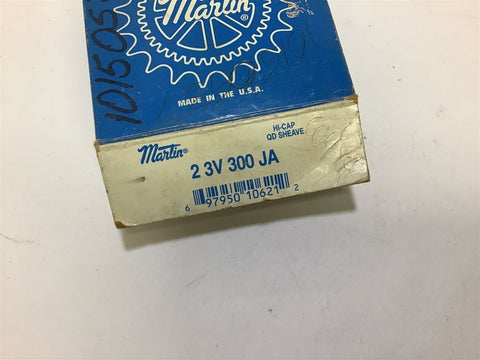 Martin®
MADE IN THE U.S.A.
Martin®
HI-CAP
QD SHEAVE
2 3V 300 JA
6 97950 10621 2